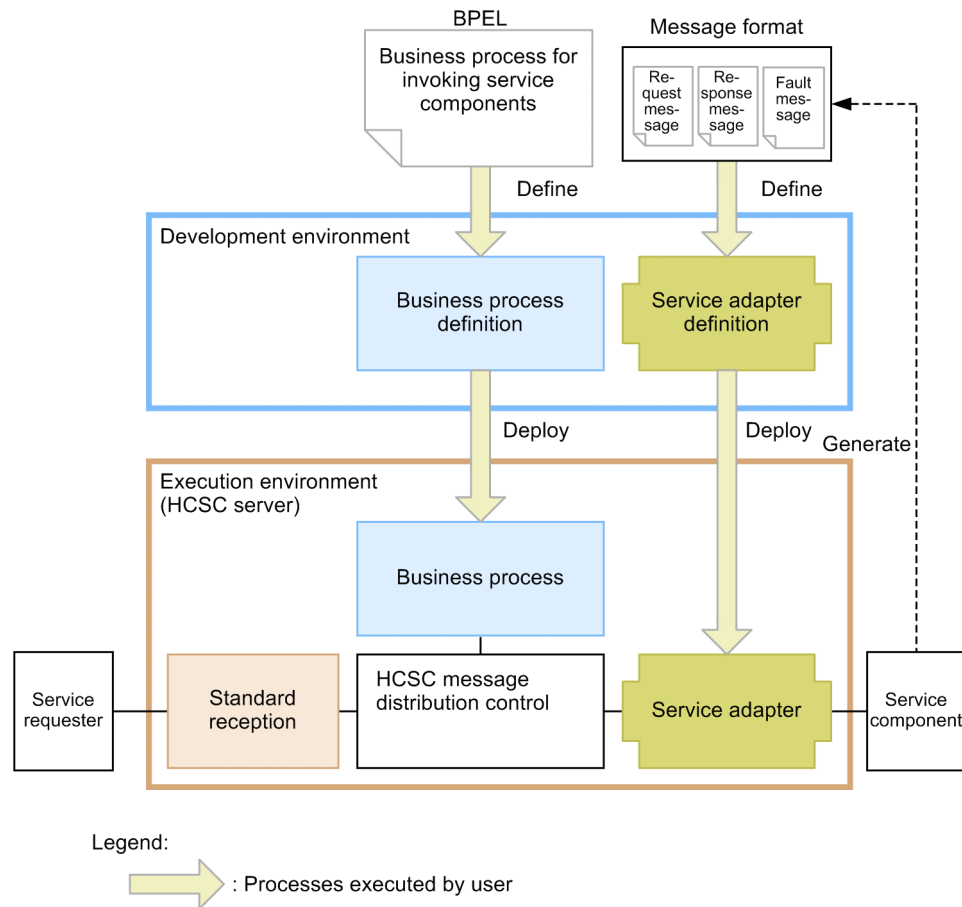 BPEL
Business process for
invoking service
components
Message format
Re-
quest
mes-
sage
Re-
sponse
mes-
sage
Fault
mes-
sage
Define
Define
Development environment
Business process
definition
Service adapter
definition
Deploy
Deploy
Generate
Execution environment
(HCSC server)
Business process
Service
requester
Standard
reception
HCSC message
distribution control
Service adapter
Service
component
Legend:
: Processes executed by user